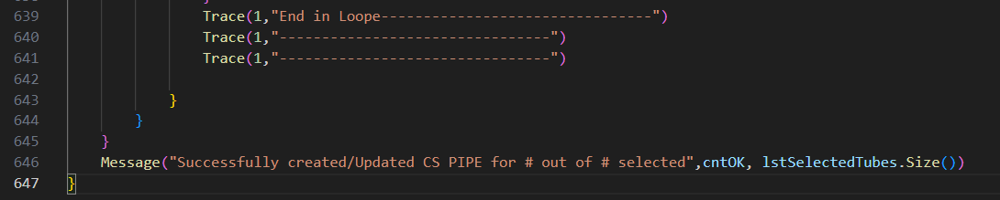 639 Trace(1,"End in Loope--------------------------------")
640 Trace(1,"--------------------------------")
641 Trace(1,"--------------------------------")
642
643 }
644 }
645 }
646 Message("Successfully created/Updated CS PIPE for # out of # selected",cntOK, lstSelectedTubes.Size())
647 }